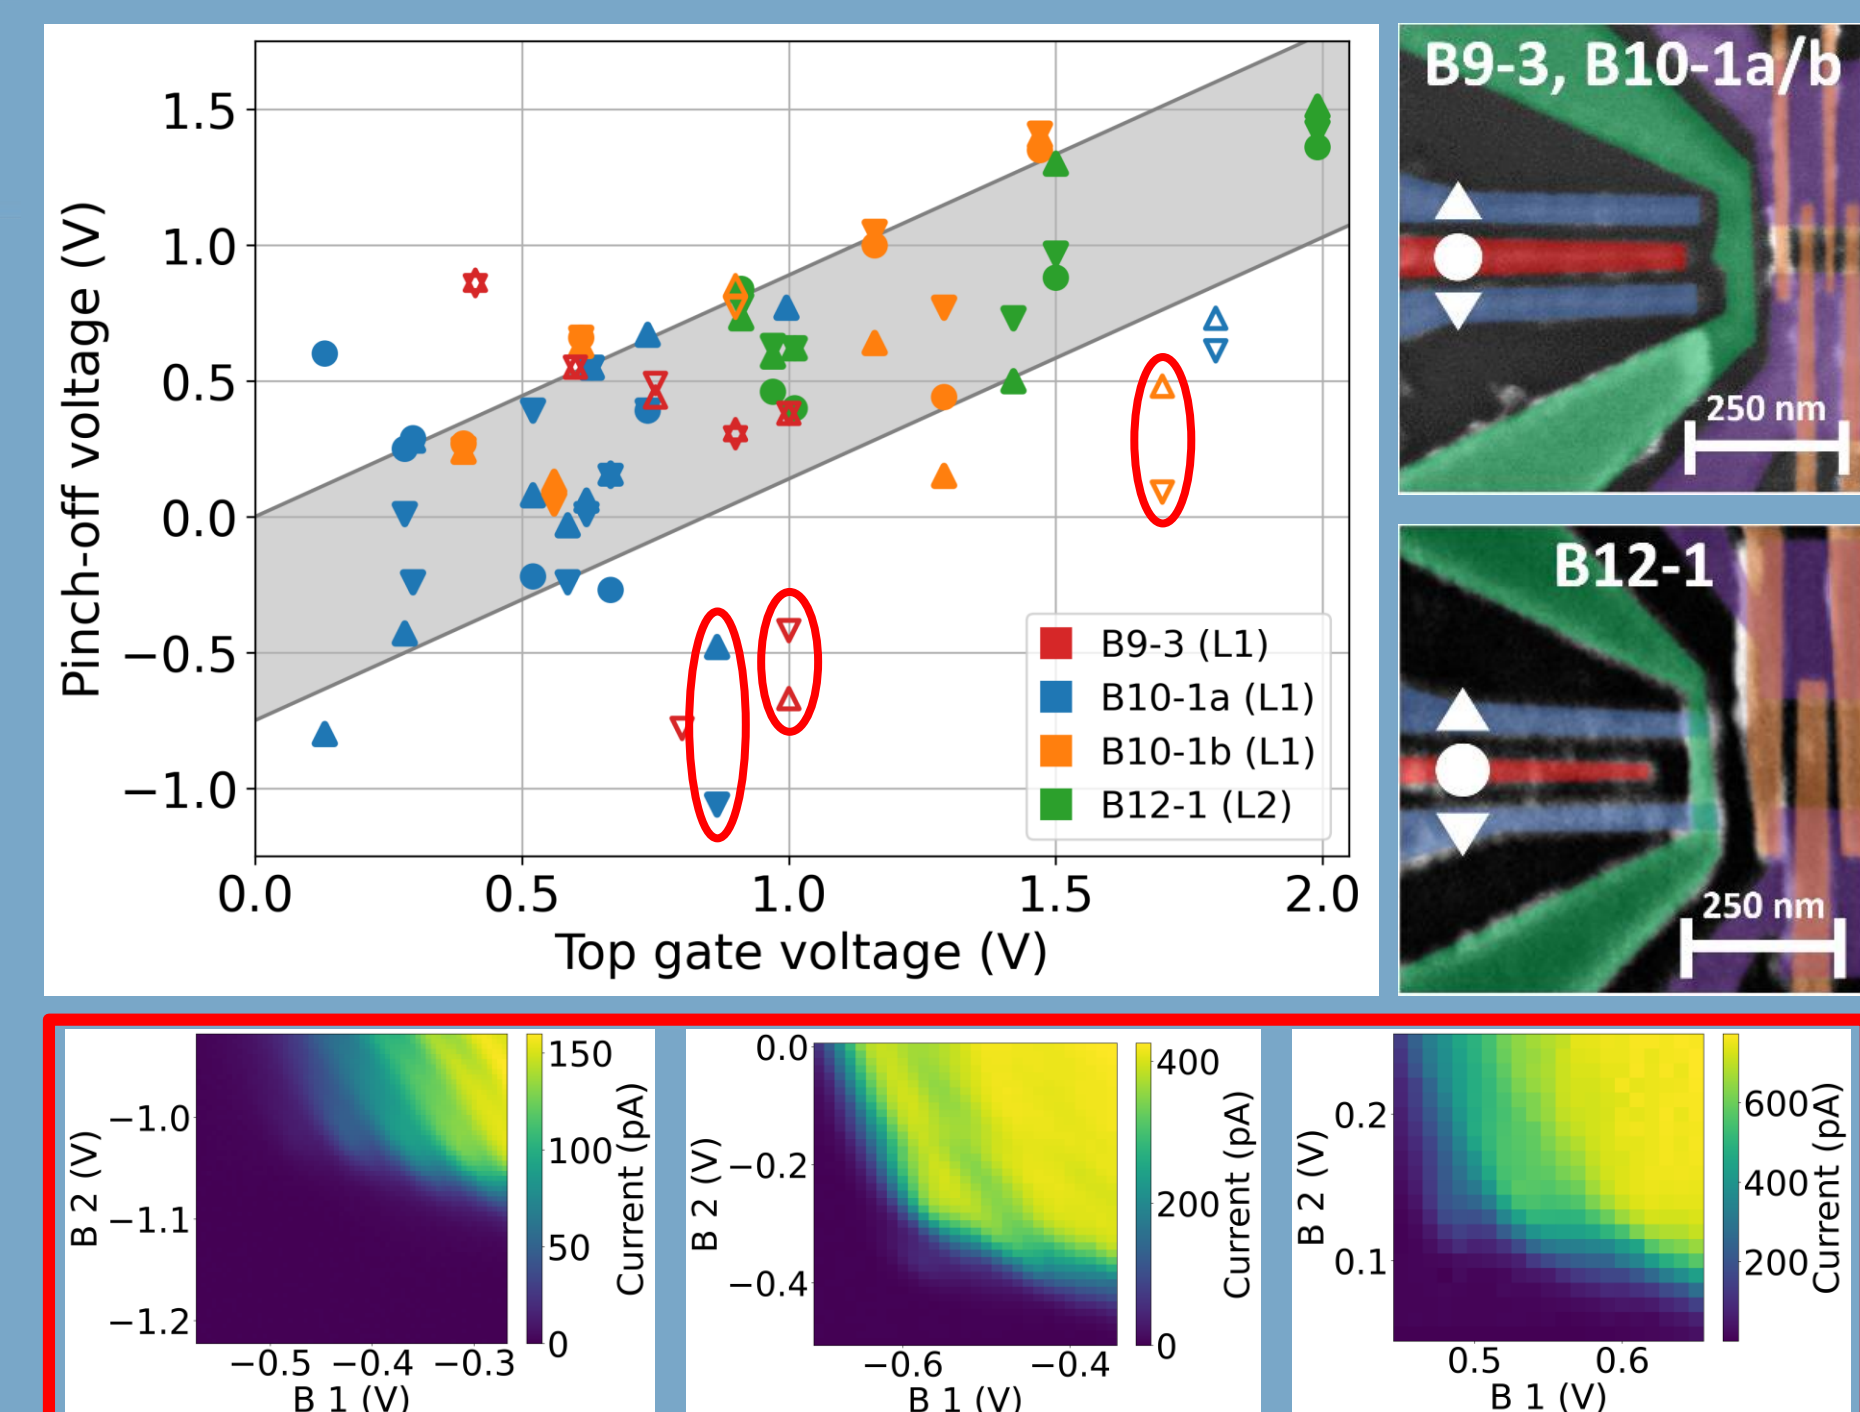 1.5
1.0
0.5
0.0
−0.5
−1.0
Pinch-off voltage (V)
0.0 0.5 1.0 1.5 2.0
Top gate voltage (V)
B9-3 (L1)
B10-1a (L1)
B10-1b (L1)
B12-1 (L2)
B9-3, B10-1a/b
250 nm
B12-1
250 nm
−1.0
−1.1
−1.2
B 2 (V)
−0.5 −0.4 −0.3
B 1 (V)
150
100
50
0
Current (pA)
0.0
−0.2
−0.4
B 2 (V)
−0.6 −0.4
B 1 (V)
400
200
0
Current (pA)
0.2
0.1
B 2 (V)
0.5 0.6
B 1 (V)
600
400
200
Current (pA)